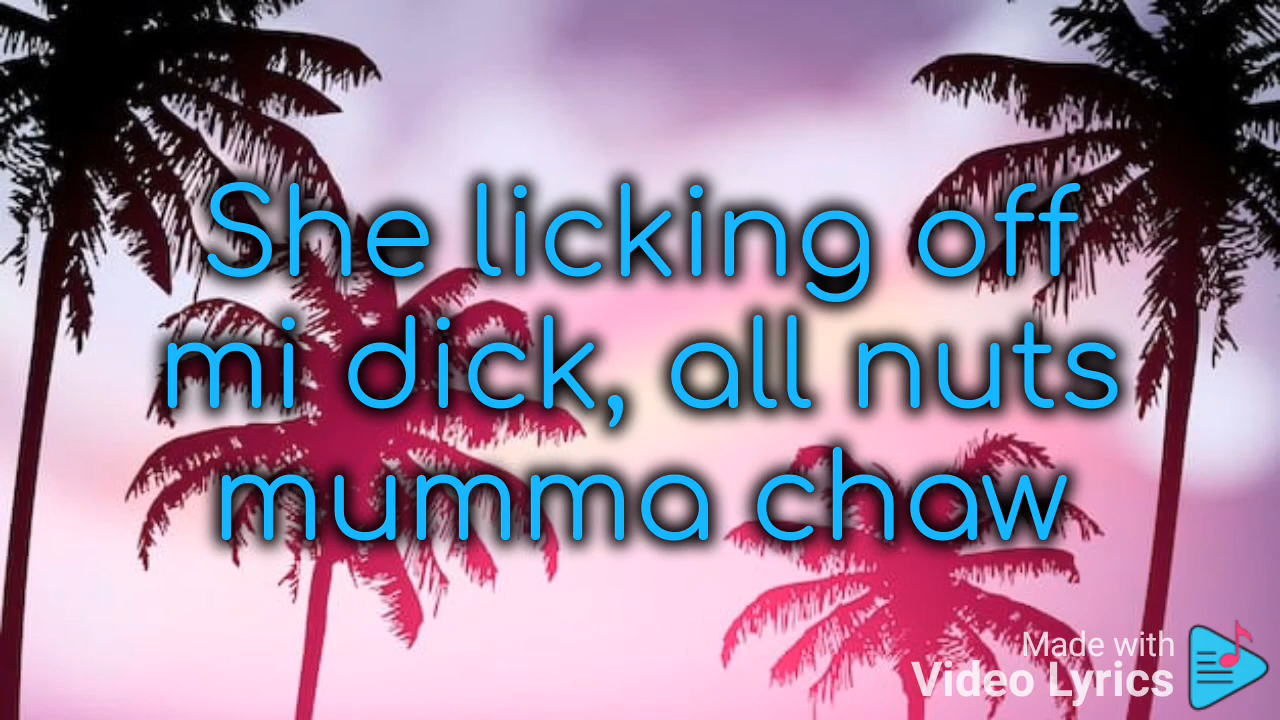 She licking off
mi dick, all nuts
mumma chaw
Made with
Video Lyrics